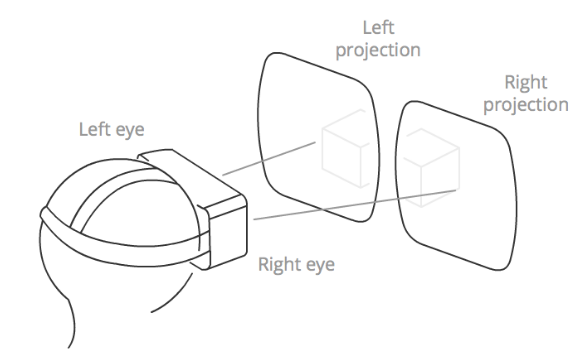 Left
projection
Right
projection
Left eye
Right eye